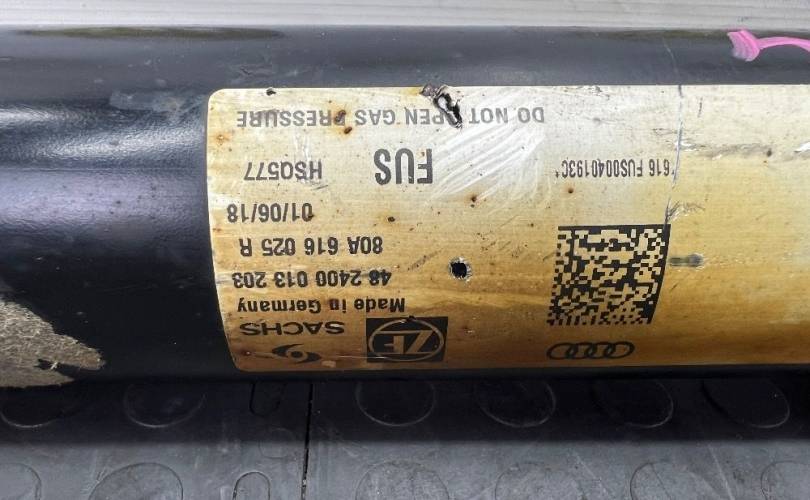 SACHS
ZF
Made in Germany
48 2400 013 203
80A 616 025 R
01/06/18
HSQ577
FUS
616 FUS0040193C*
DO NOT OPEN GAS PRESSURE